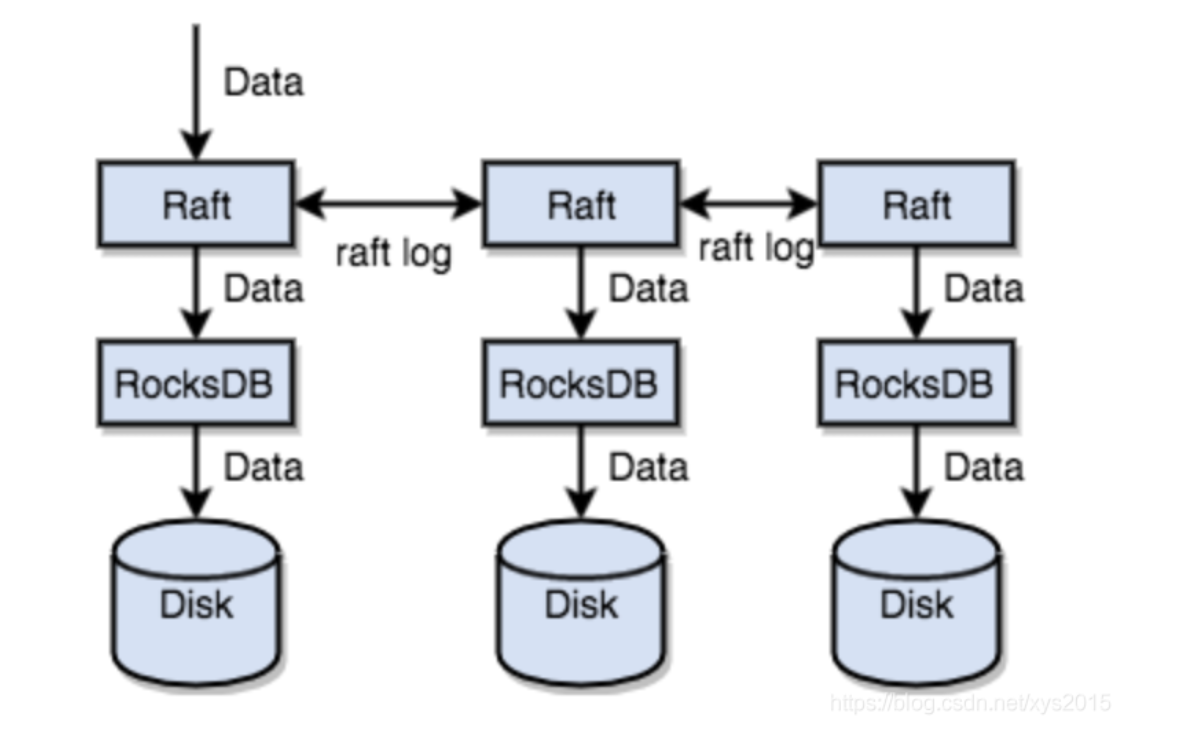 Data
Raft
Raft
Raft
raft log
raft log
Data
Data
Data
RocksDB
RocksDB
RocksDB
Data
Data
Data
Disk
Disk
Disk
https://blog.csdn.net/xys2015